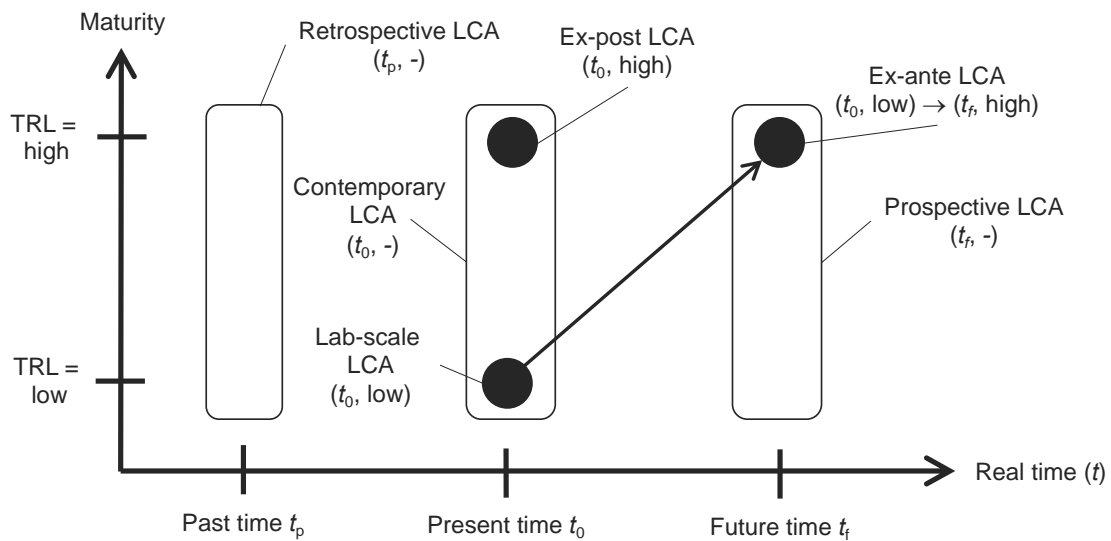 Maturity
Retrospective LCA
(tp, -)
Ex-post LCA
(t0, high)
Ex-ante LCA
(t0, low) → (tf, high)
TRL =
high
Contemporary
LCA
(t0, -)
Prospective LCA
(tf, -)
Lab-scale
LCA
(t0, low)
TRL =
low
Real time (t)
Past time tp
Present time t0
Future time tf